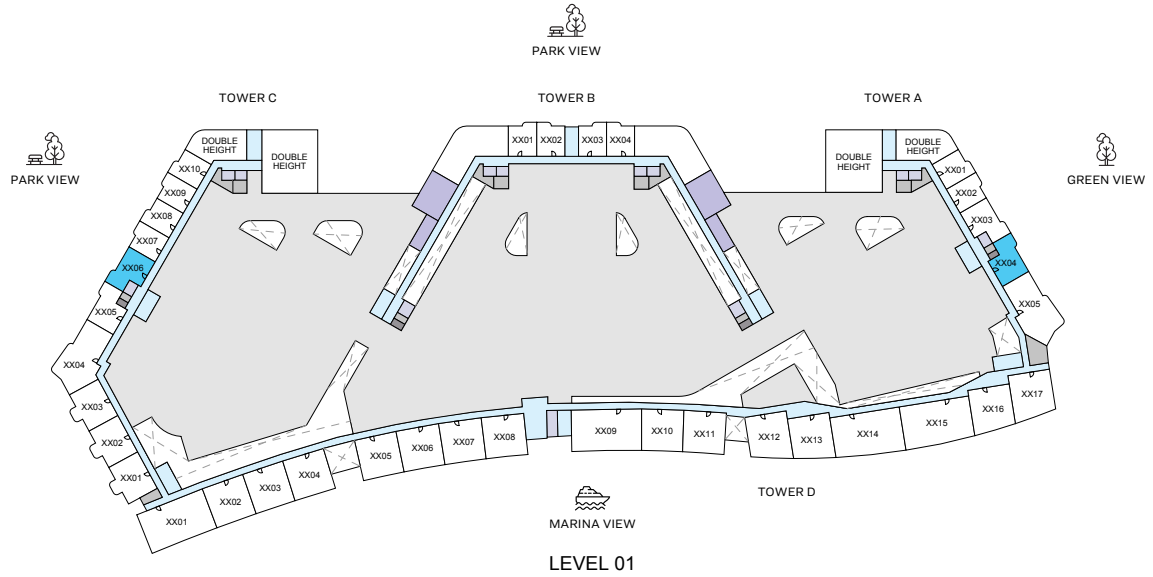 PARK VIEW
TOWER C
TOWER B
TOWER A
PARK VIEW
GREEN VIEW
DOUBLE
HEIGHT
DOUBLE
HEIGHT
XX10
XX09
XX08
XX07
XX06
XX05
XX04
XX03
XX02
XX01
XX01
XX02
XX03
XX04
DOUBLE
HEIGHT
DOUBLE
HEIGHT
XX01
XX02
XX03
XX04
XX05
XX01
XX02
XX03
XX04
XX05
XX06
XX07
XX08
XX09
XX10
XX11
XX12
XX13
XX14
XX15
XX16
XX17
TOWER D
MARINA VIEW
LEVEL 01